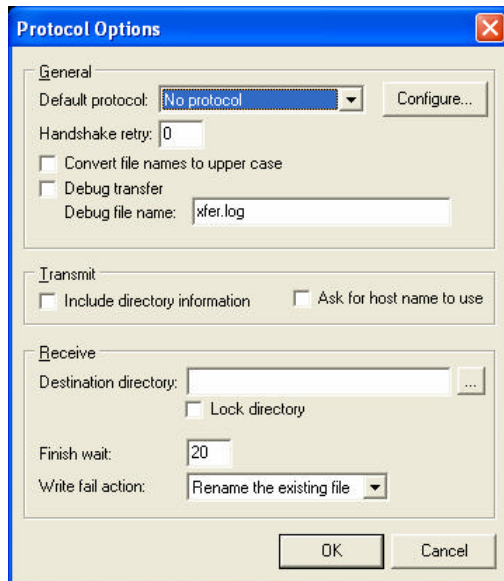 Protocol Options
General
Default protocol: No protocol Configure...
Handshake retry: 0
Convert file names to upper case
Debug transfer
Debug file name: xfer.log
Transmit
Include directory information Ask for host name to use
Receive
Destination directory: ...
Lock directory
Finish wait: 20
Write fail action: Rename the existing file
OK Cancel